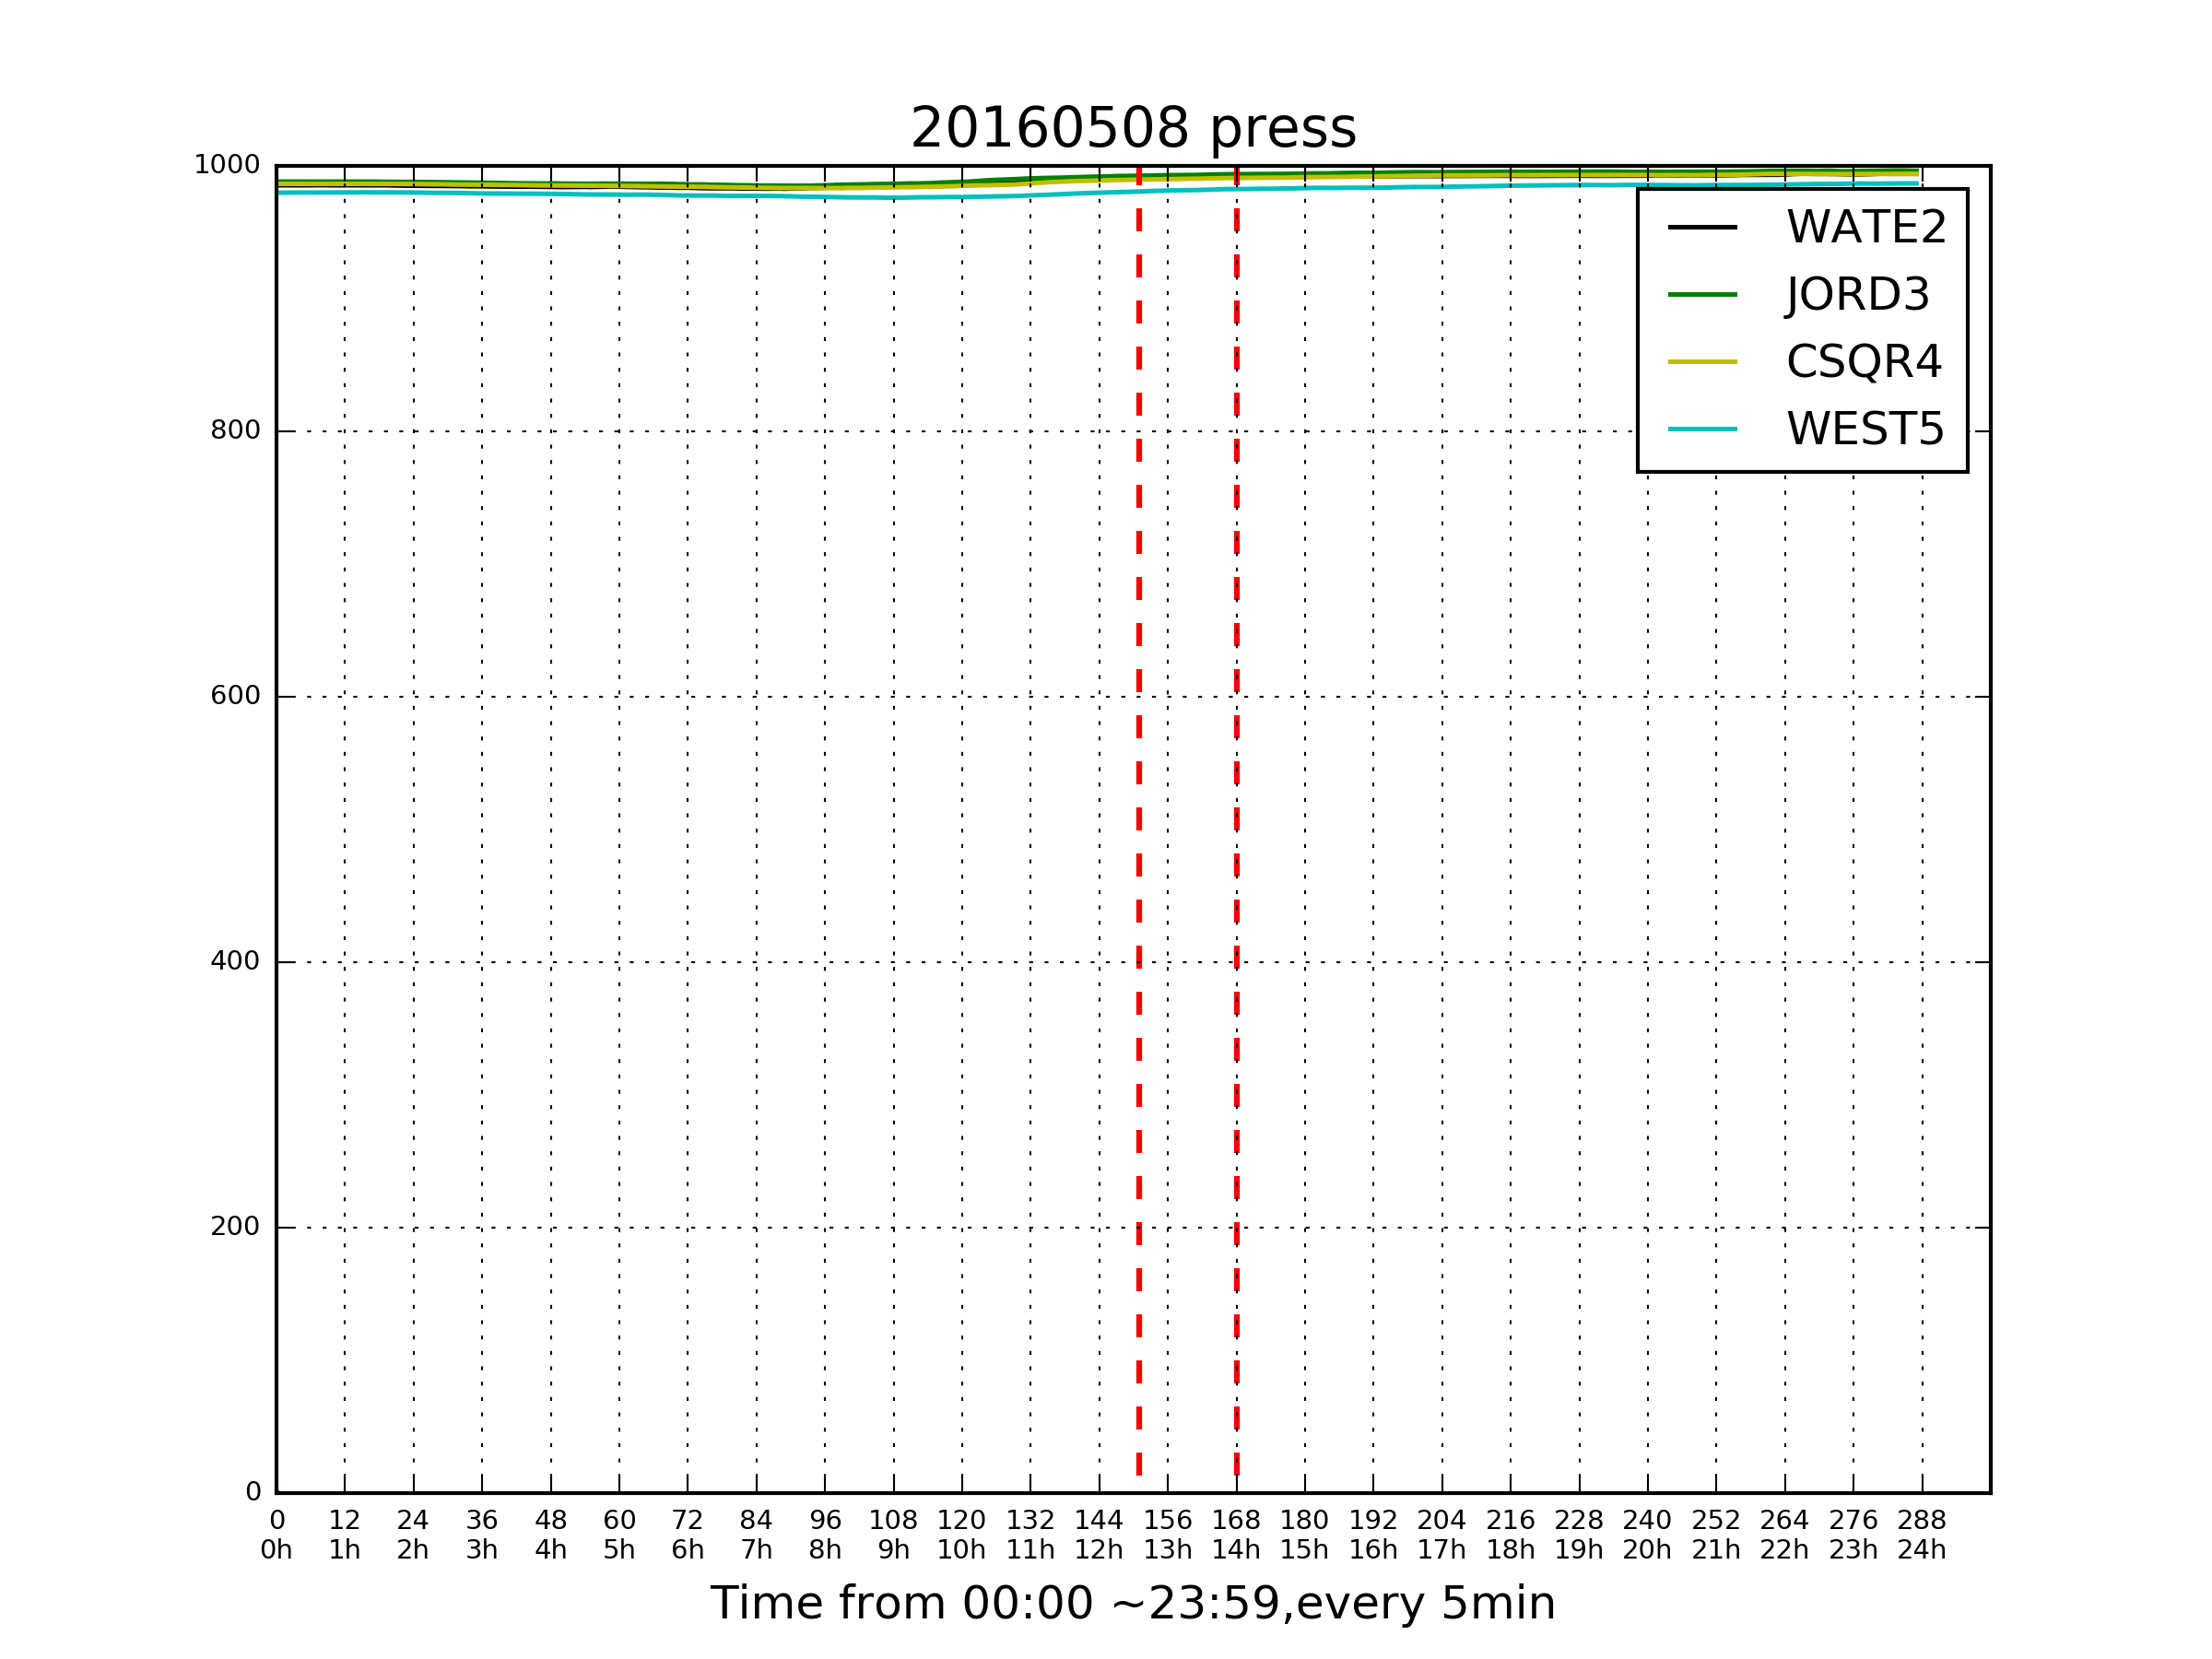 20160508 press
1000
800
600
400
200
0
WATE2
JORD3
CSQR4
WEST5
0 12 24 36 48 60 72 84 96 108 120 132 144 156 168 180 192 204 216 228 240 252 264 276 288
0h 1h 2h 3h 4h 5h 6h 7h 8h 9h 10h 11h 12h 13h 14h 15h 16h 17h 18h 19h 20h 21h 22h 23h 24h
Time from 00:00 ~23:59,every 5min